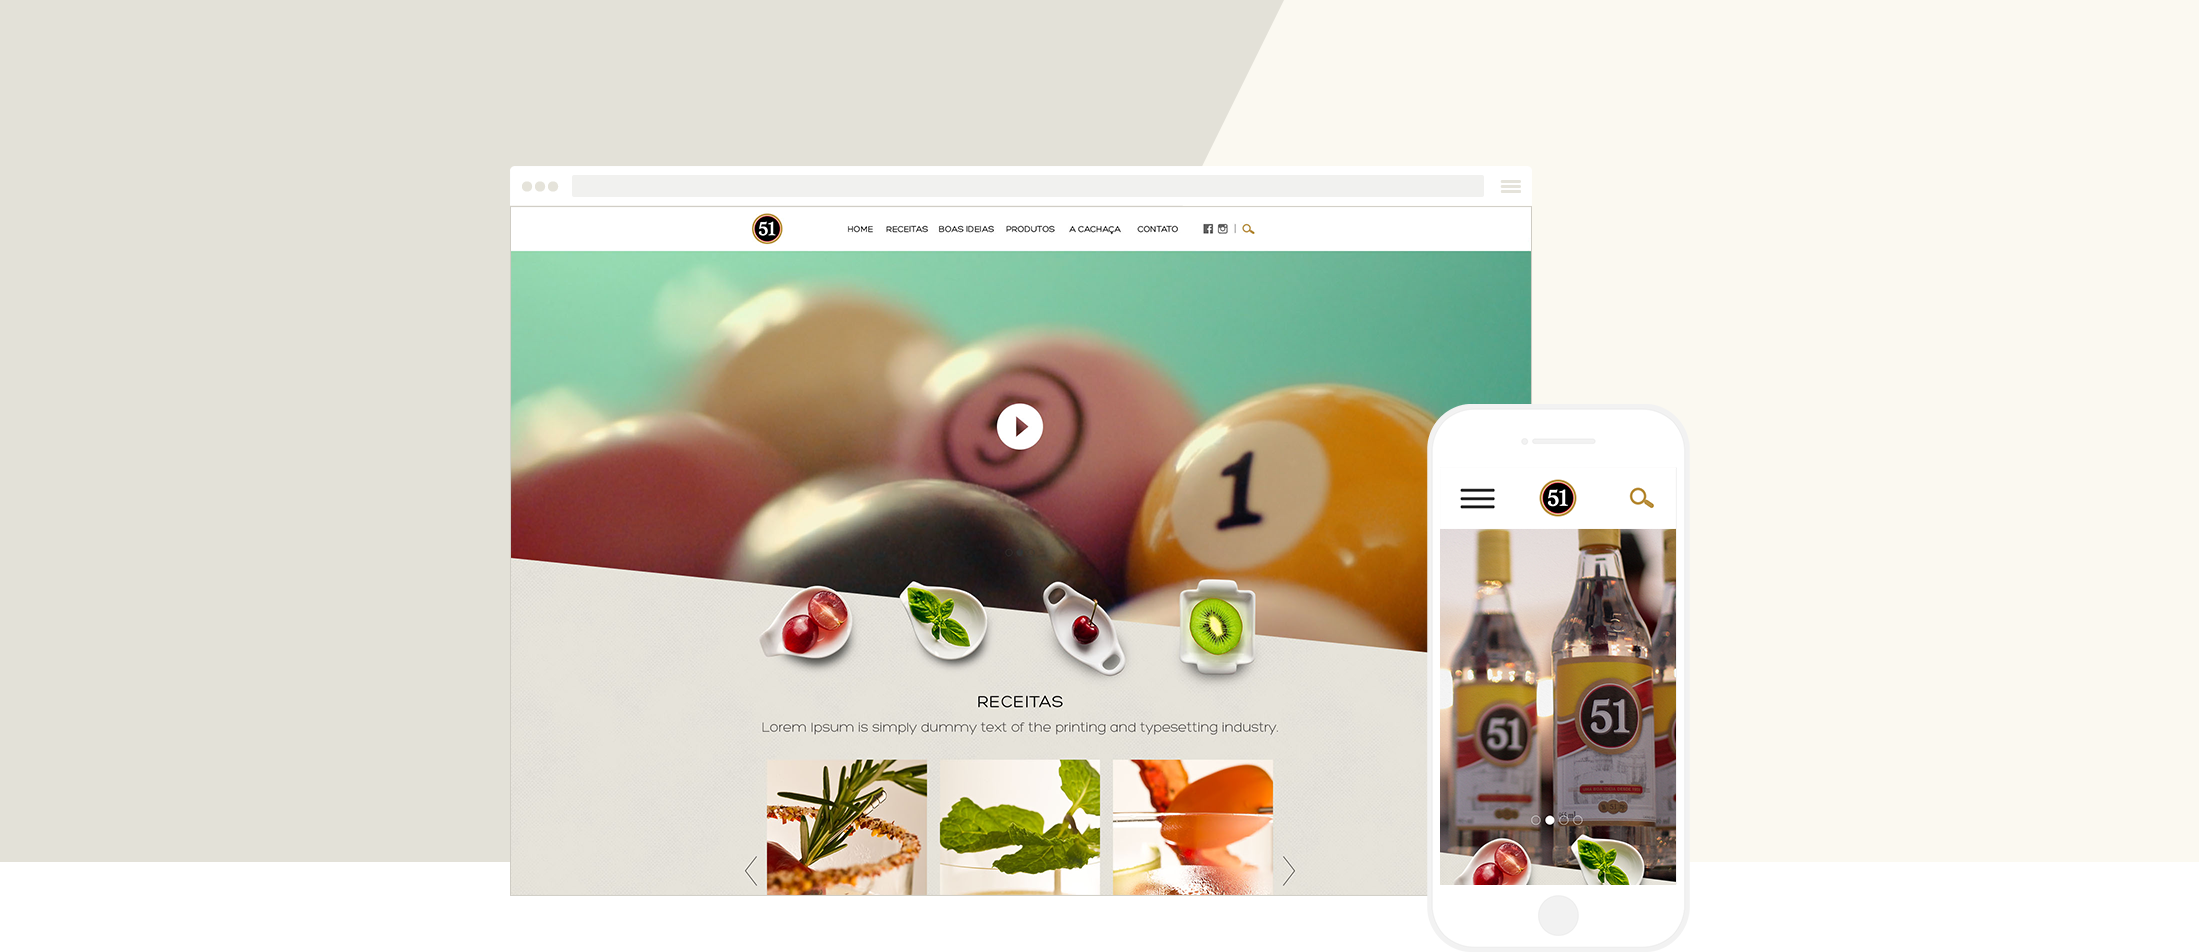 51
HOME RECEITAS BOAS IDEIAS PRODUTOS A CACHAÇA CONTATO
9
1
RECEITAS
Lorem Ipsum is simply dummy text of the printing and typesetting industry.
51
51
51